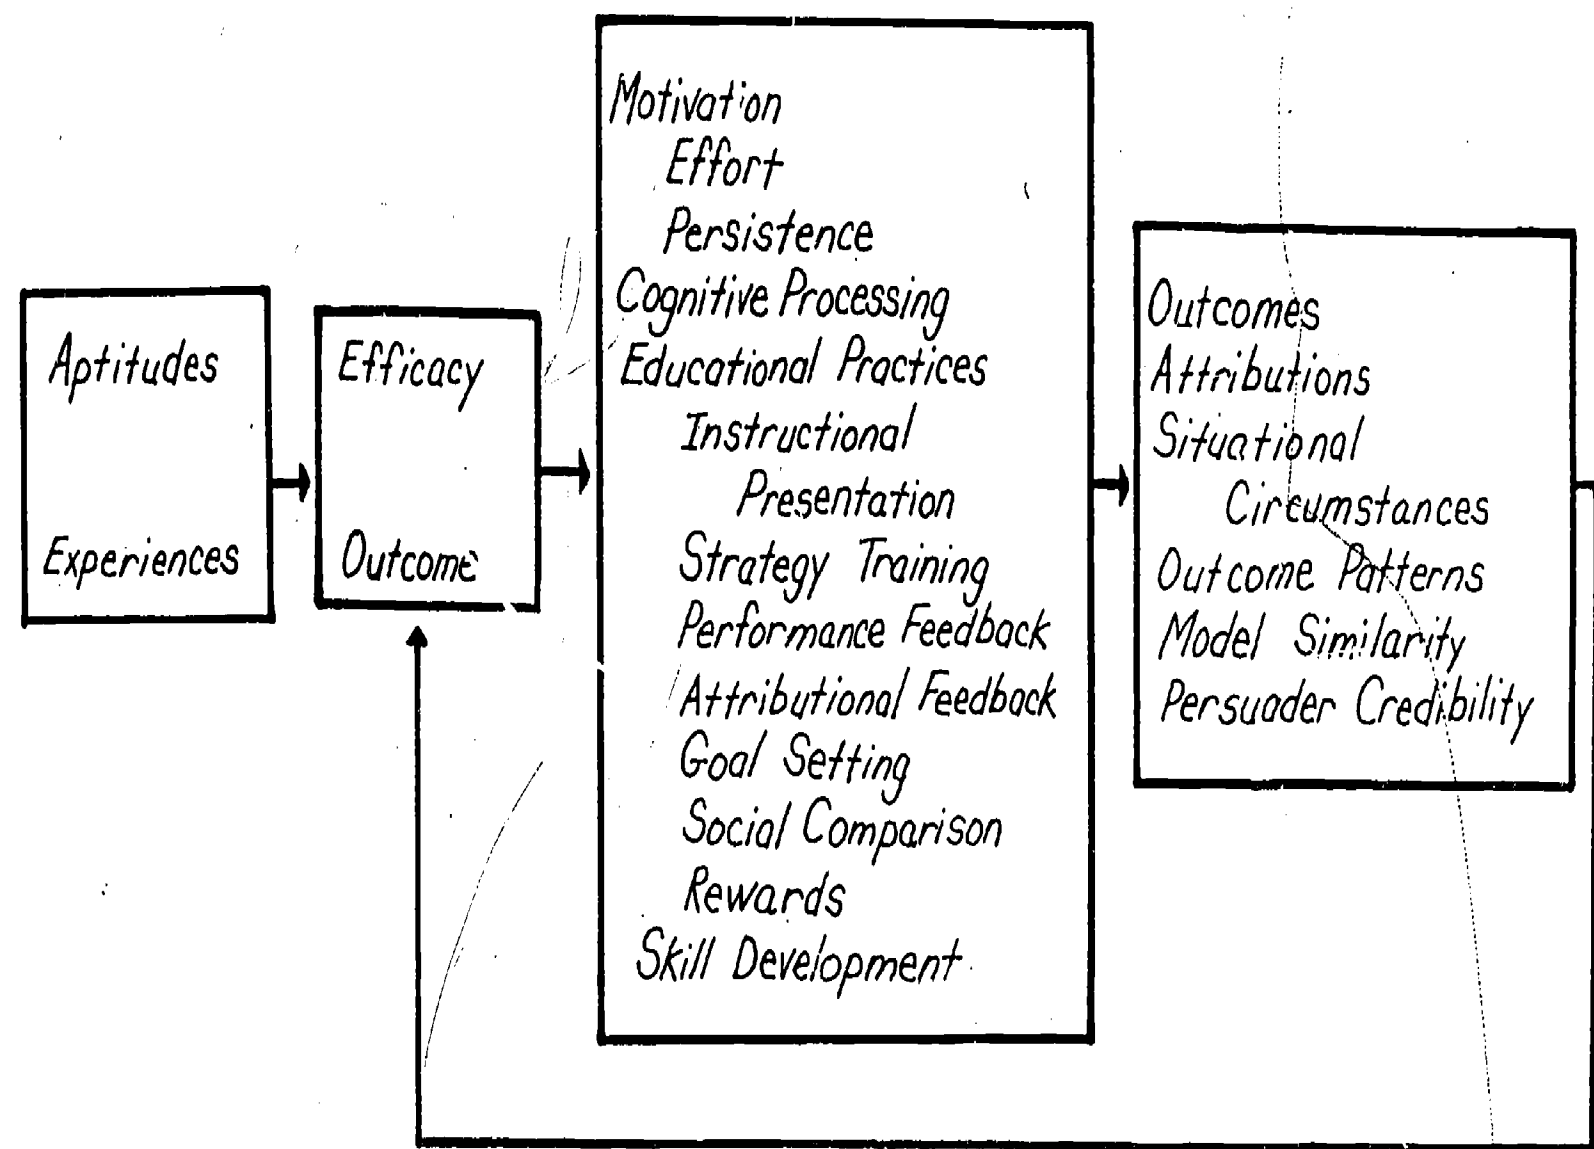 Aptitudes
Experiences
Efficacy
Outcome
Motivation
Effort
Persistence
Cognitive Processing
Educational Practices
Instructional
Presentation
Strategy Training
Performance Feedback
Attributional Feedback
Goal Setting
Social Comparison
Rewards
Skill Development
Outcomes
Attributions
Situational
Circumstances
Outcome Patterns
Model Similarity
Persuader Credibility